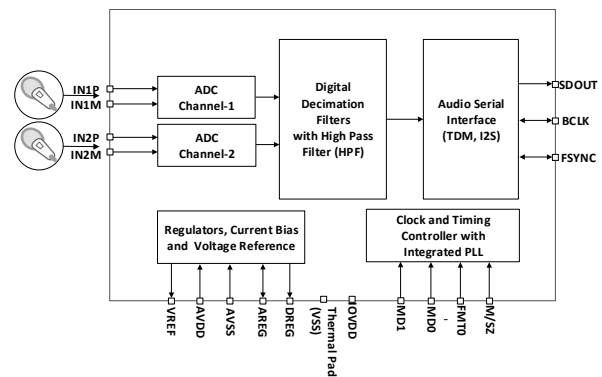 IN1P
IN1M
IN2P
IN2M
ADC
Channel-1
ADC
Channel-2
Digital
Decimation
Filters
with High Pass
Filter (HPF)
Audio Serial
Interface
(TDM, I2S)
SDOUT
BCLK
FSYNC
Regulators, Current Bias
and Voltage Reference
Clock and Timing
Controller with
Integrated PLL
VREF
AVDD
AVSS
AREG
DREG
Thermal Pad
(VSS)
IOVDD
MD1
MD0
-
FMT0
M/SZ